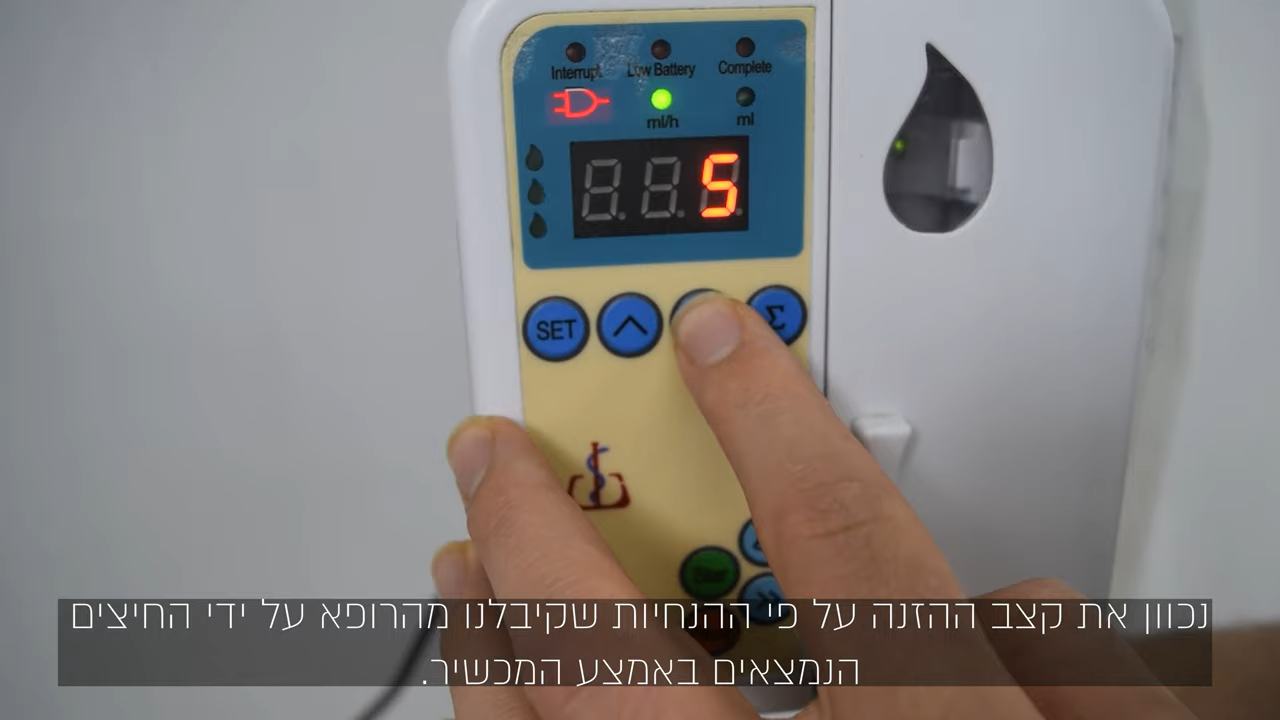 Interrupt Low Battery Complete
ml/h ml
5
SET Σ
Start
נכוון את קצב ההזנה על פי ההנחיות שקיבלנו מהרופא על ידי החיצים
הנמצאים באמצע המכשיר.